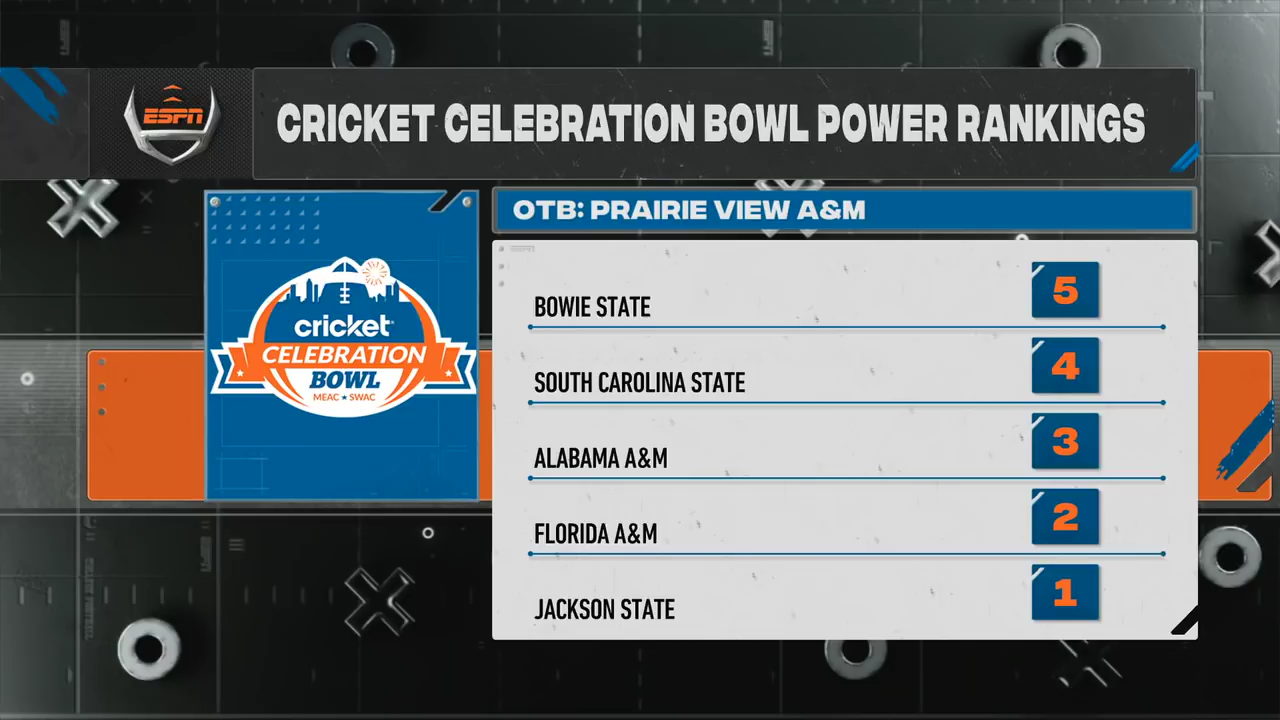 ESPN
CRICKET CELEBRATION BOWL POWER RANKINGS
OTB: PRAIRIE VIEW A&M
cricket
CELEBRATION
BOWL
MEAC ★ SWAC
BOWIE STATE 5
SOUTH CAROLINA STATE 4
ALABAMA A&M 3
FLORIDA A&M 2
JACKSON STATE 1